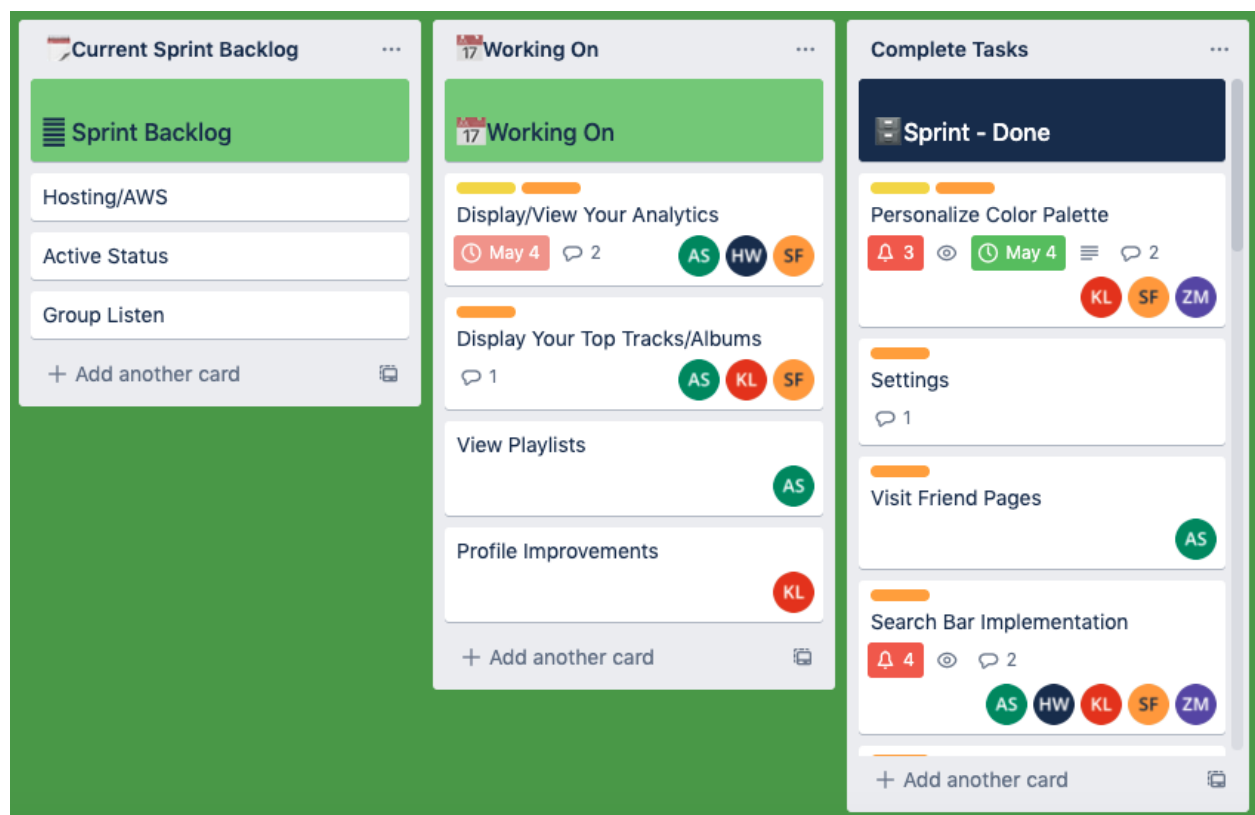 Current Sprint Backlog
Sprint Backlog
Hosting/AWS
Active Status
Group Listen
+ Add another card
17 Working On
17 Working On
Display/View Your Analytics
May 4 2 AS HW SF
Display Your Top Tracks/Albums
1 AS KL SF
View Playlists
AS
Profile Improvements
KL
+ Add another card
Complete Tasks
Sprint - Done
Personalize Color Palette
3 May 4 2
KL SF ZM
Settings
1
Visit Friend Pages
AS
Search Bar Implementation
4 2
AS HW KL SF ZM
+ Add another card